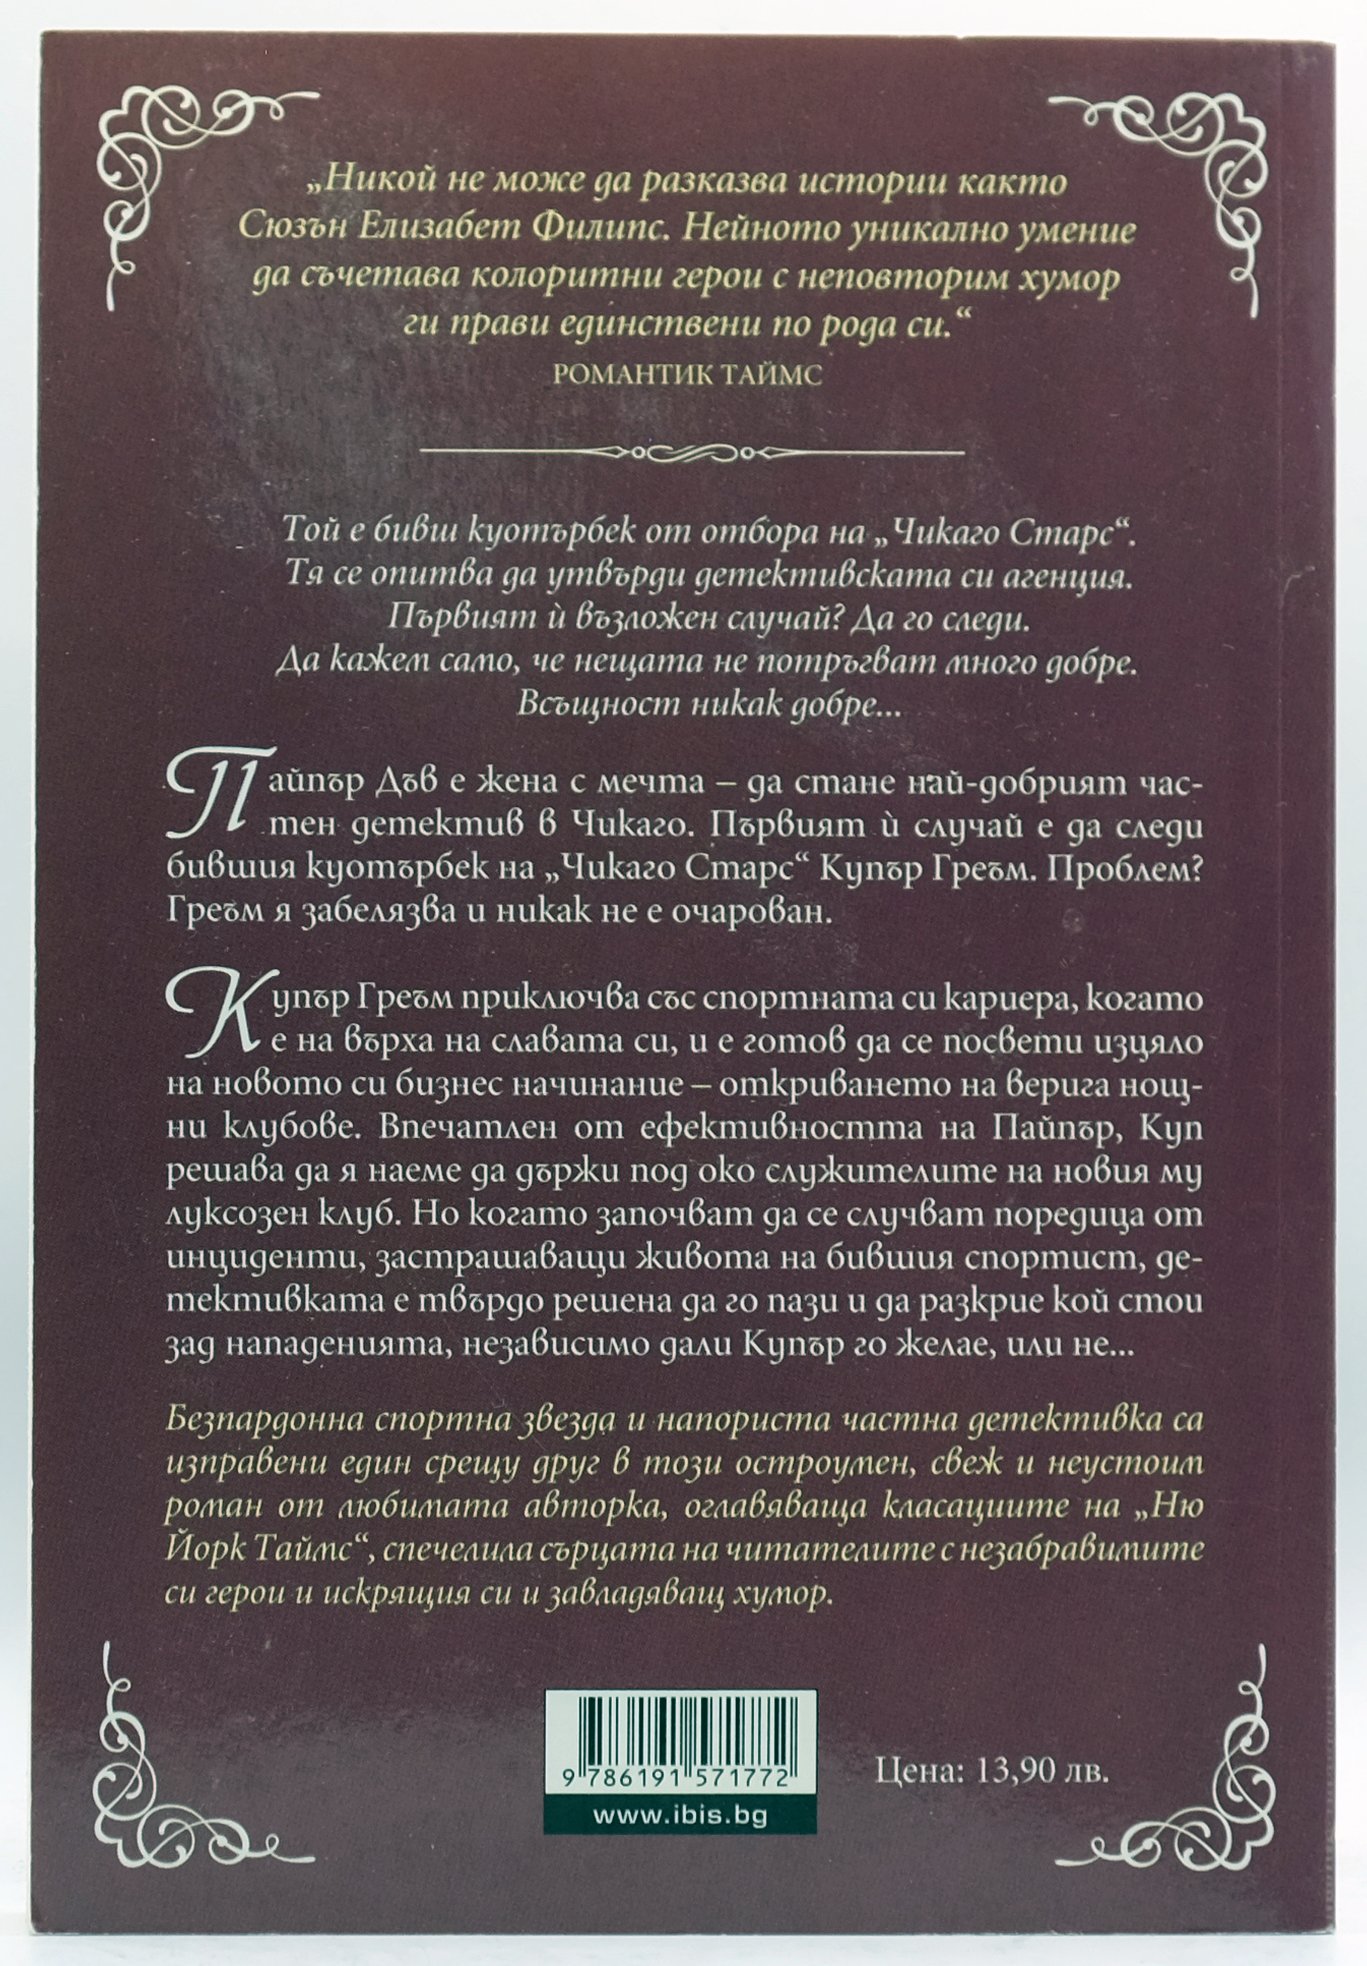 „Никой не може да разказва истории както
Сюзън Елизабет Филипс. Нейното уникално умение
да съчетава колоритни герои с неповторим хумор
ги прави единствени по рода си.“
РОМАНТИК ТАЙМС
Той е бивш куотърбек от отбора на „Чикаго Старс“.
Тя се опитва да утвърди детективската си агенция.
Първият ѝ възложен случай? Да го следи.
Да кажем само, че нещата не потръгват много добре.
Всъщност никак добре...
Пайпър Дъв е жена с мечта – да стане най-добрият час-
тен детектив в Чикаго. Първият ѝ случай е да следи
бившия куотърбек на „Чикаго Старс“ Купър Греъм. Проблем?
Греъм я забелязва и никак не е очарован.
Купър Греъм приключва със спортната си кариера, когато
е на върха на славата си, и е готов да се посвети изцяло
на новото си бизнес начинание – откриването на верига нощ-
ни клубове. Впечатлен от ефективността на Пайпър, Куп
решава да я наеме да държи под око служителите на новия му
луксозен клуб. Но когато започват да се случват поредица от
инциденти, застрашаващи живота на бившия спортист, де-
тективката е твърдо решена да го пази и да разкрие кой стои
зад нападенията, независимо дали Купър го желае, или не...
Безпардонна спортна звезда и напориста частна детективка са
изправени един срещу друг в този остроумен, свеж и неустоим
роман от любимата авторка, оглавяваща класациите на „Ню
Йорк Таймс“, спечелила сърцата на читателите с незабравимите
си герои и искрящия си и завладяващ хумор.
9 786191 571772
www.ibis.bg
Цена: 13,90 лв.